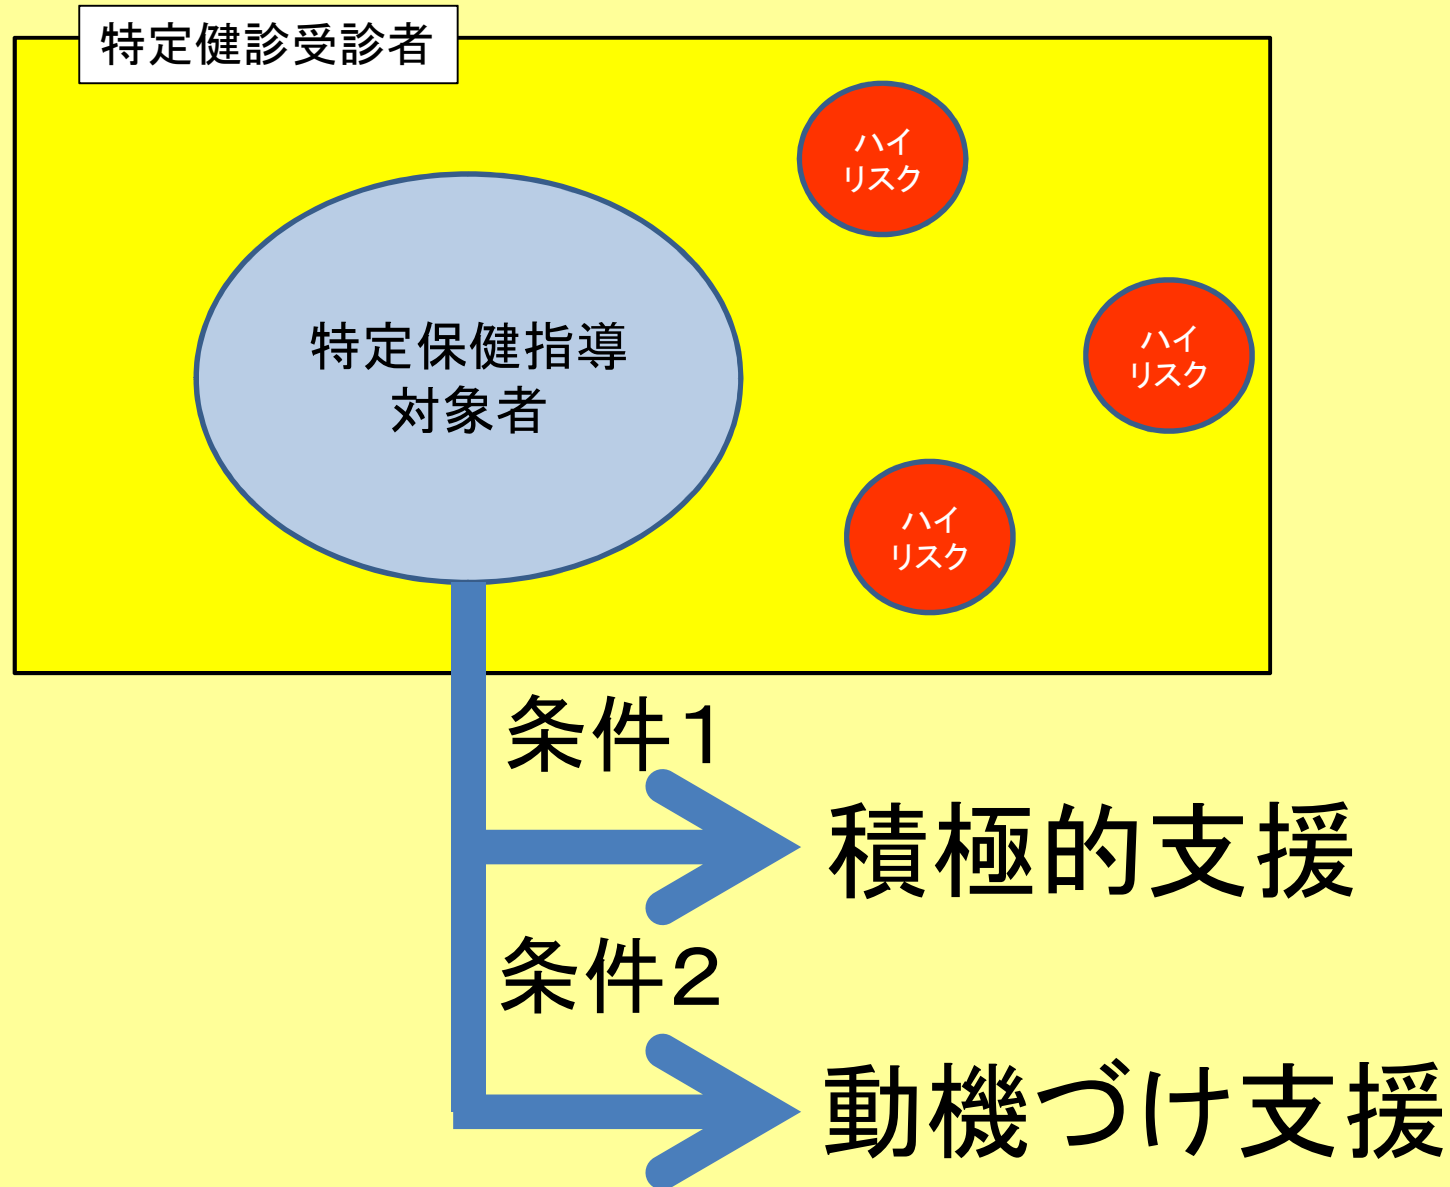 特定健診受診者
ハイ
リスク
特定保健指導
対象者
ハイ
リスク
ハイ
リスク
条件１
積極的支援
条件２
動機づけ支援